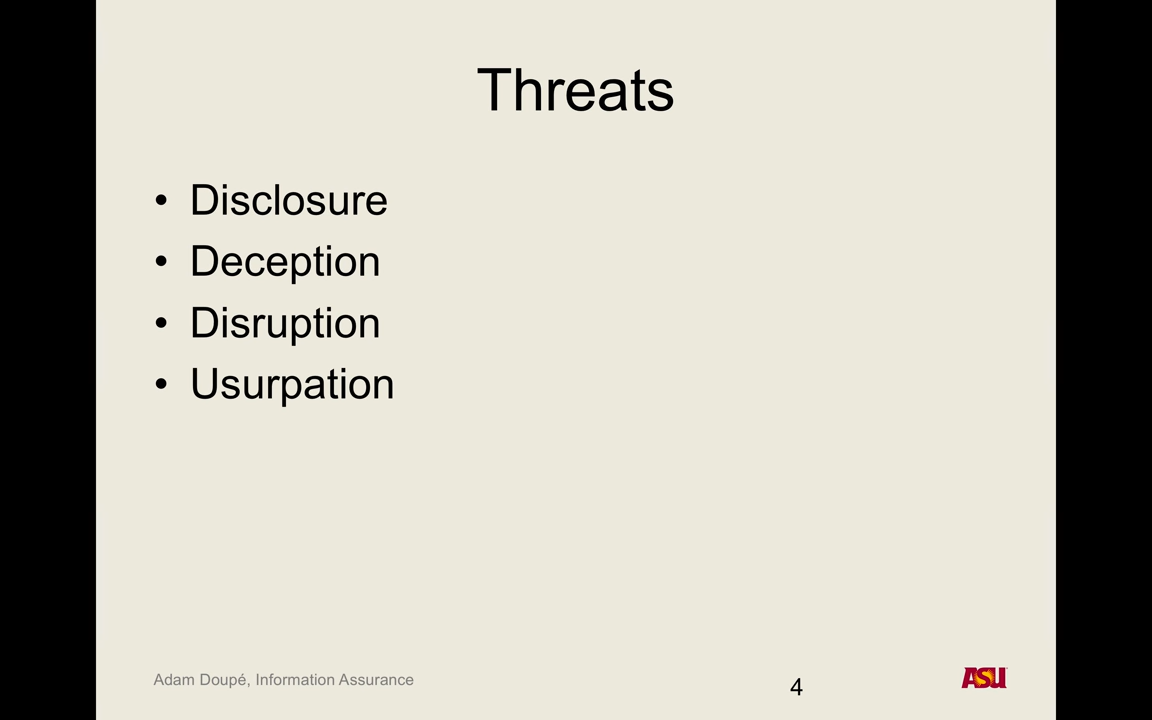 Threats
• Disclosure
• Deception
• Disruption
• Usurpation
Adam Doupé, Information Assurance
4
ASU